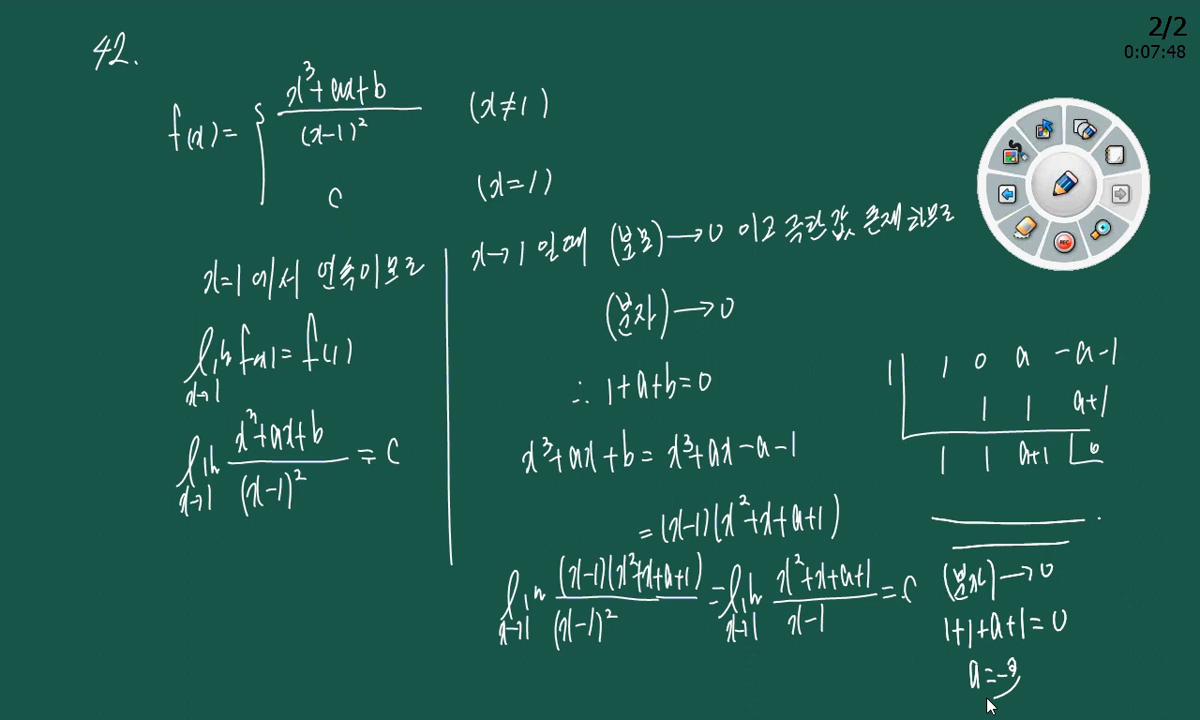 42.
2/2
0:07:48
f(x)= { x³+ax+b / (x-1)² (x≠1)
c (x=1)
x=1 에서 연속이므로
lim x→1 f(x)=f(1)
lim x→1 x³+ax+b / (x-1)² = c
x→1 일때 (분모)→0 이고 극한값 존재하므로
(분자)→0
∴ 1+a+b=0
x³+ax+b = x³+ax-a-1
= (x-1)(x²+x+a+1)
lim x→1 (x-1)(x²+x+a+1) / (x-1)² = lim x→1 x²+x+a+1 / x-1 = c
1 | 1 0 a -a-1
1 1 a+1
1 1 a+1 | 0
(분자)→0
1+1+a+1=0
a=-3
REC